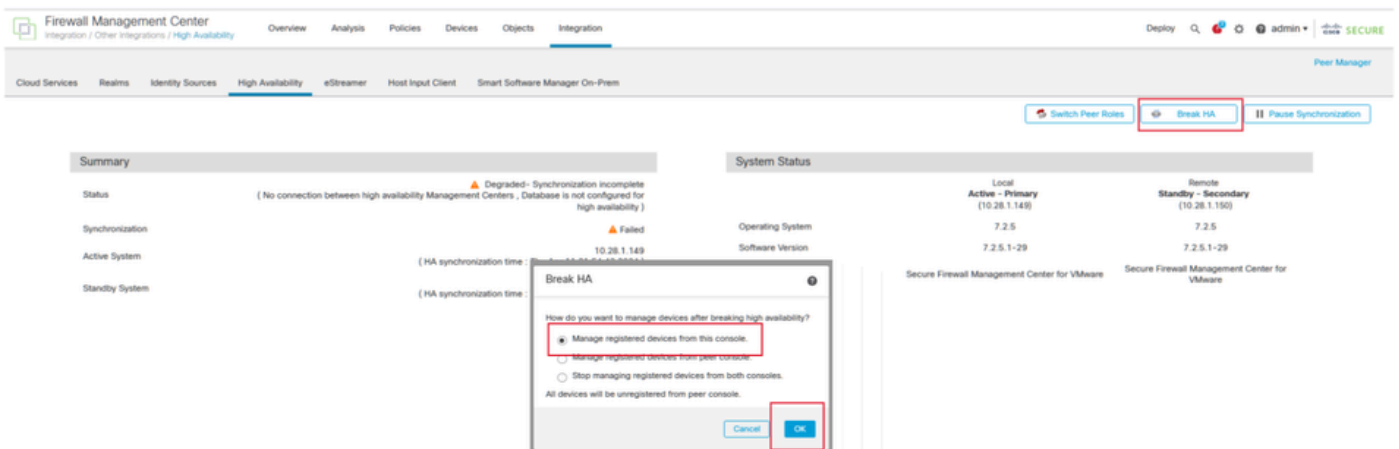 Firewall Management Center
Integration / Other Integrations / High Availability
Overview Analysis Policies Devices Objects Integration
Deploy admin SECURE
Peer Manager
Cloud Services Realms Identity Sources High Availability eStreamer Host Input Client Smart Software Manager On-Prem
Switch Peer Roles Break HA Pause Synchronization
Summary
Status
Degraded- Synchronization incomplete
( No connection between high availability Management Centers , Database is not configured for
high availability )
Synchronization
Failed
Active System
10.28.1.149
( HA synchronization time :
Standby System
( HA synchronization time :
System Status
Local
Active - Primary
(10.28.1.149)
Remote
Standby - Secondary
(10.28.1.150)
Operating System 7.2.5 7.2.5
Software Version 7.2.5.1-29 7.2.5.1-29
Secure Firewall Management Center for VMware
Secure Firewall Management Center for
VMware
Break HA
How do you want to manage devices after breaking high availability?
Manage registered devices from this console.
Manage registered devices from peer console.
Stop managing registered devices from both consoles.
All devices will be unregistered from peer console.
Cancel OK